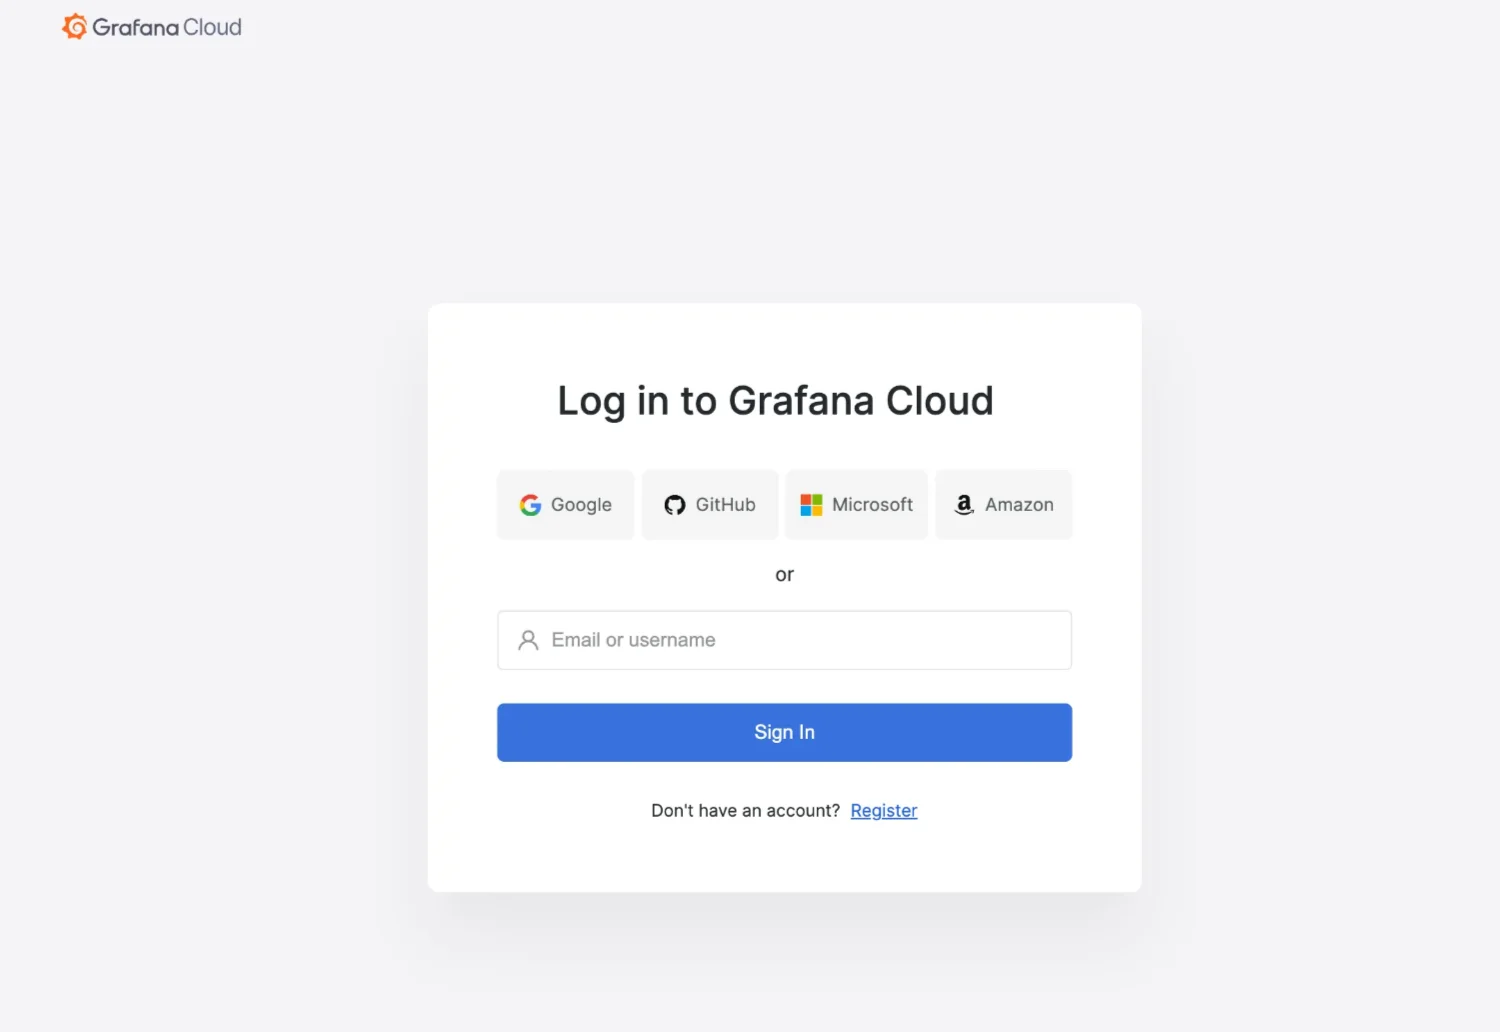 Grafana Cloud
Log in to Grafana Cloud
Google GitHub Microsoft Amazon
or
Email or username
Sign In
Don't have an account? Register